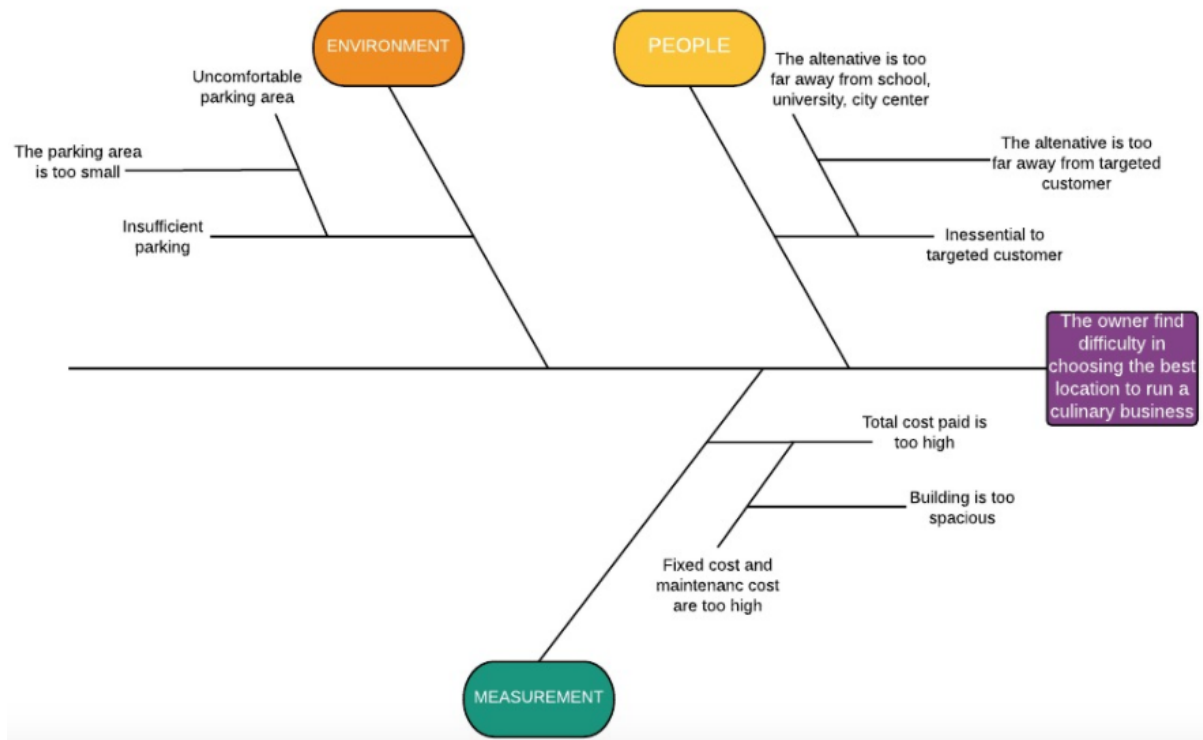 ENVIRONMENT
PEOPLE
Uncomfortable
parking area
The parking area
is too small
Insufficient
parking
The altenative is too
far away from school,
university, city center
The altenative is too
far away from targeted
customer
Inessential to
targeted customer
The owner find
difficulty in
choosing the best
location to run a
culinary business
Total cost paid is
too high
Building is too
spacious
Fixed cost and
maintenanc cost
are too high
MEASUREMENT